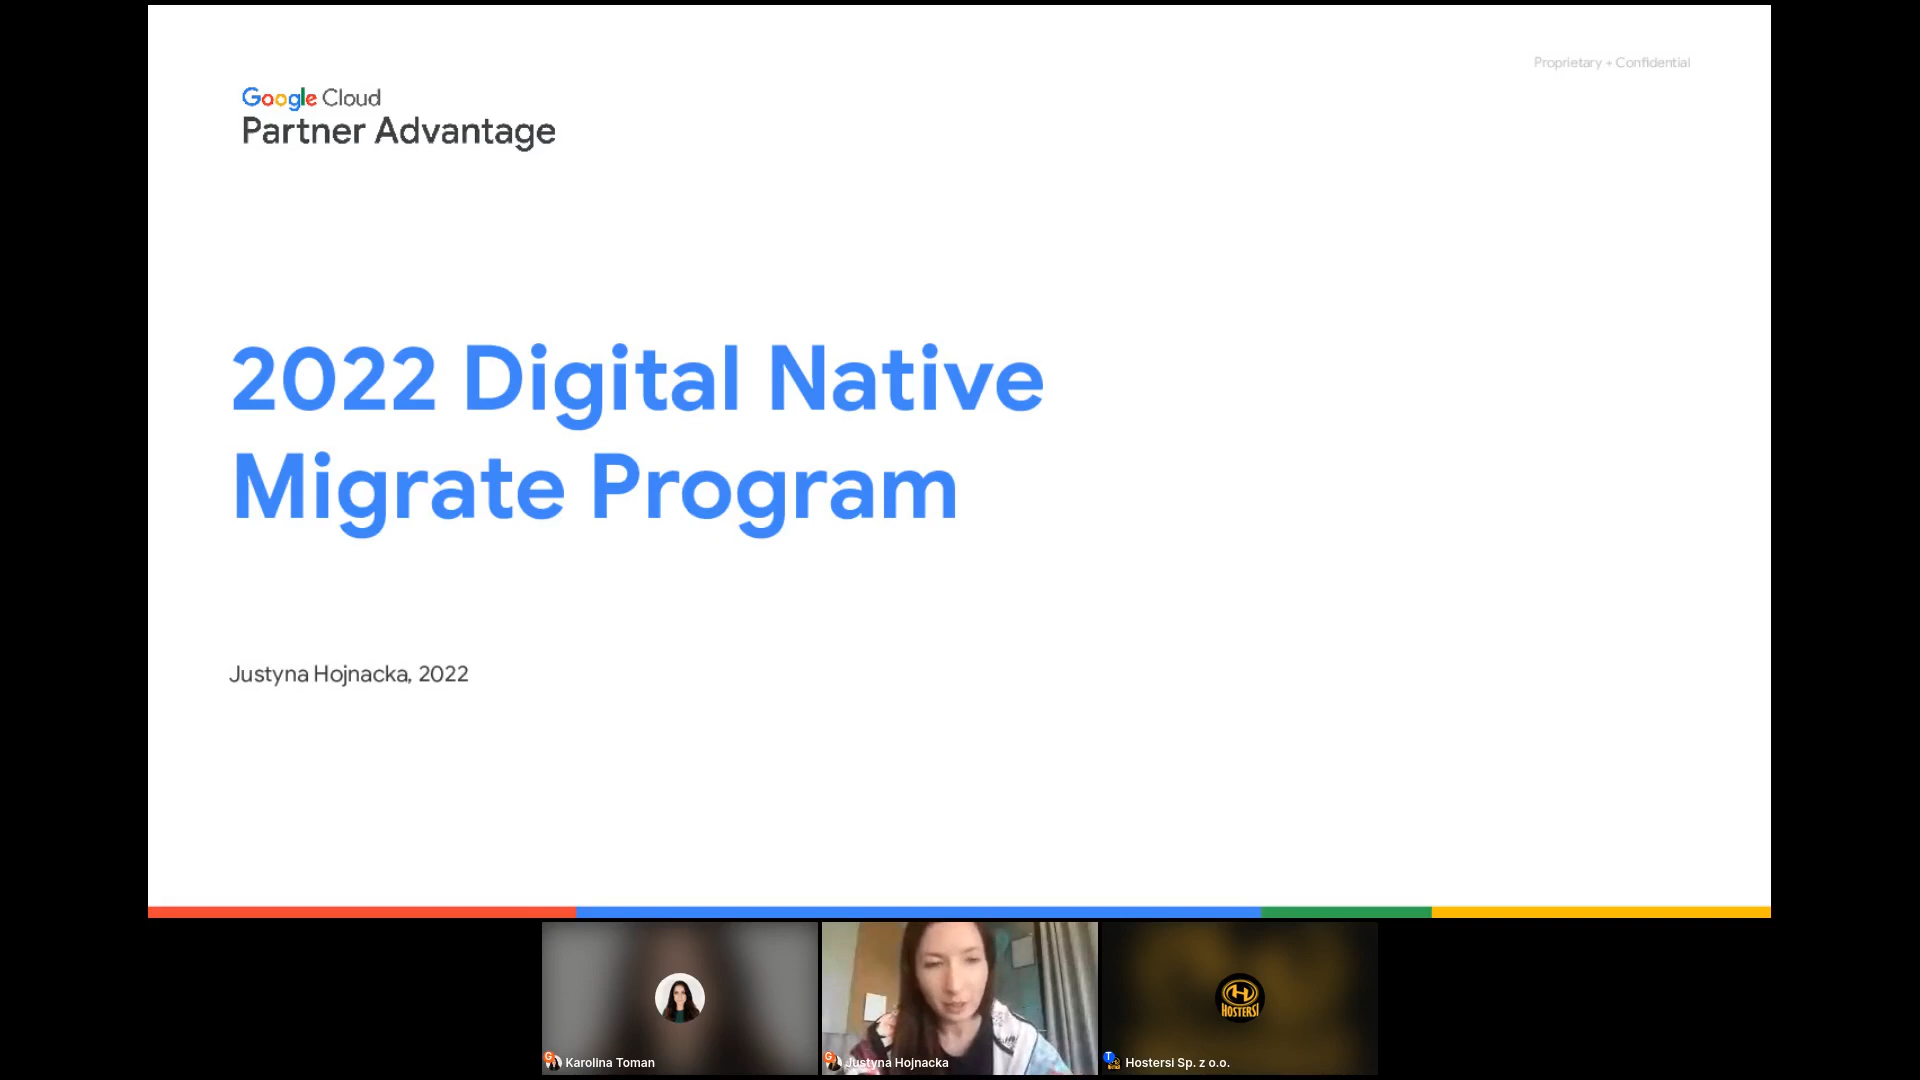 Proprietary + Confidential
Google Cloud
Partner Advantage
2022 Digital Native
Migrate Program
Justyna Hojnacka, 2022
HOSTERSI
G Karolina Toman
G Justyna Hojnacka
T Hostersi Sp. z o.o.